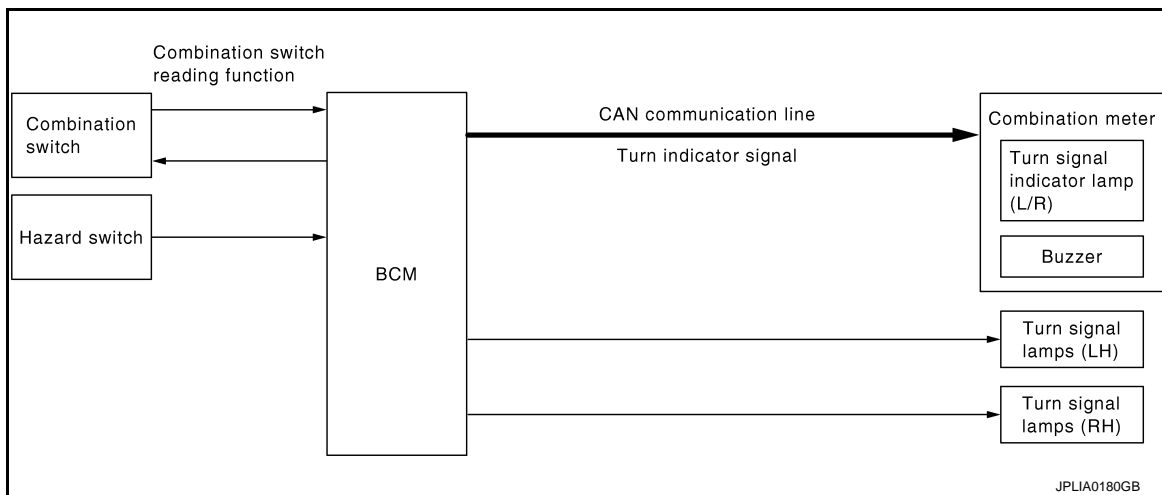 Combination switch
reading function
Combination
switch
Hazard switch
BCM
CAN communication line
Turn indicator signal
Combination meter
Turn signal
indicator lamp
(L/R)
Buzzer
Turn signal
lamps (LH)
Turn signal
lamps (RH)
JPLIA0180GB